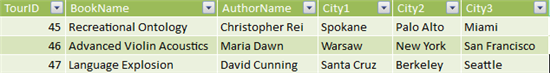 TourID BookName AuthorName City1 City2 City3
45 Recreational Ontology Christopher Rei Spokane Palo Alto Miami
46 Advanced Violin Acoustics Maria Dawn Warsaw New York San Francisco
47 Language Explosion David Cunning Santa Cruz Berkeley Seattle